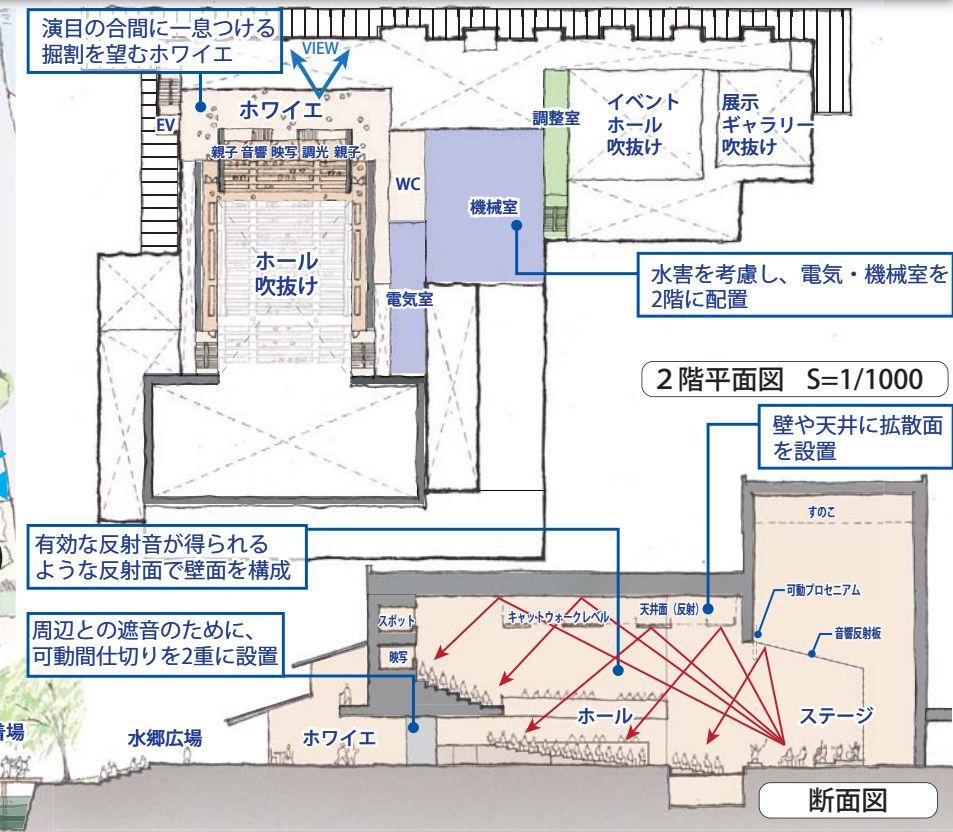 演目の合間に一息つける
掘割を望むホワイエ
VIEW
EV
ホワイエ
親子 音響 映写 調光 親子
WC
機械室
調整室
イベント
ホール
吹抜け
展示
ギャラリー
吹抜け
ホール
吹抜け
電気室
水害を考慮し、電気・機械室を
2階に配置
2階平面図 S=1/1000
壁や天井に拡散面
を設置
有効な反射音が得られる
ような反射面で壁面を構成
周辺との遮音のために、
可動間仕切りを2重に設置
すのこ
可動プロセニアム
音響反射板
スポット
キャットウォークレベル
天井面（反射）
映写
ホール
ステージ
場
水郷広場
ホワイエ
断面図